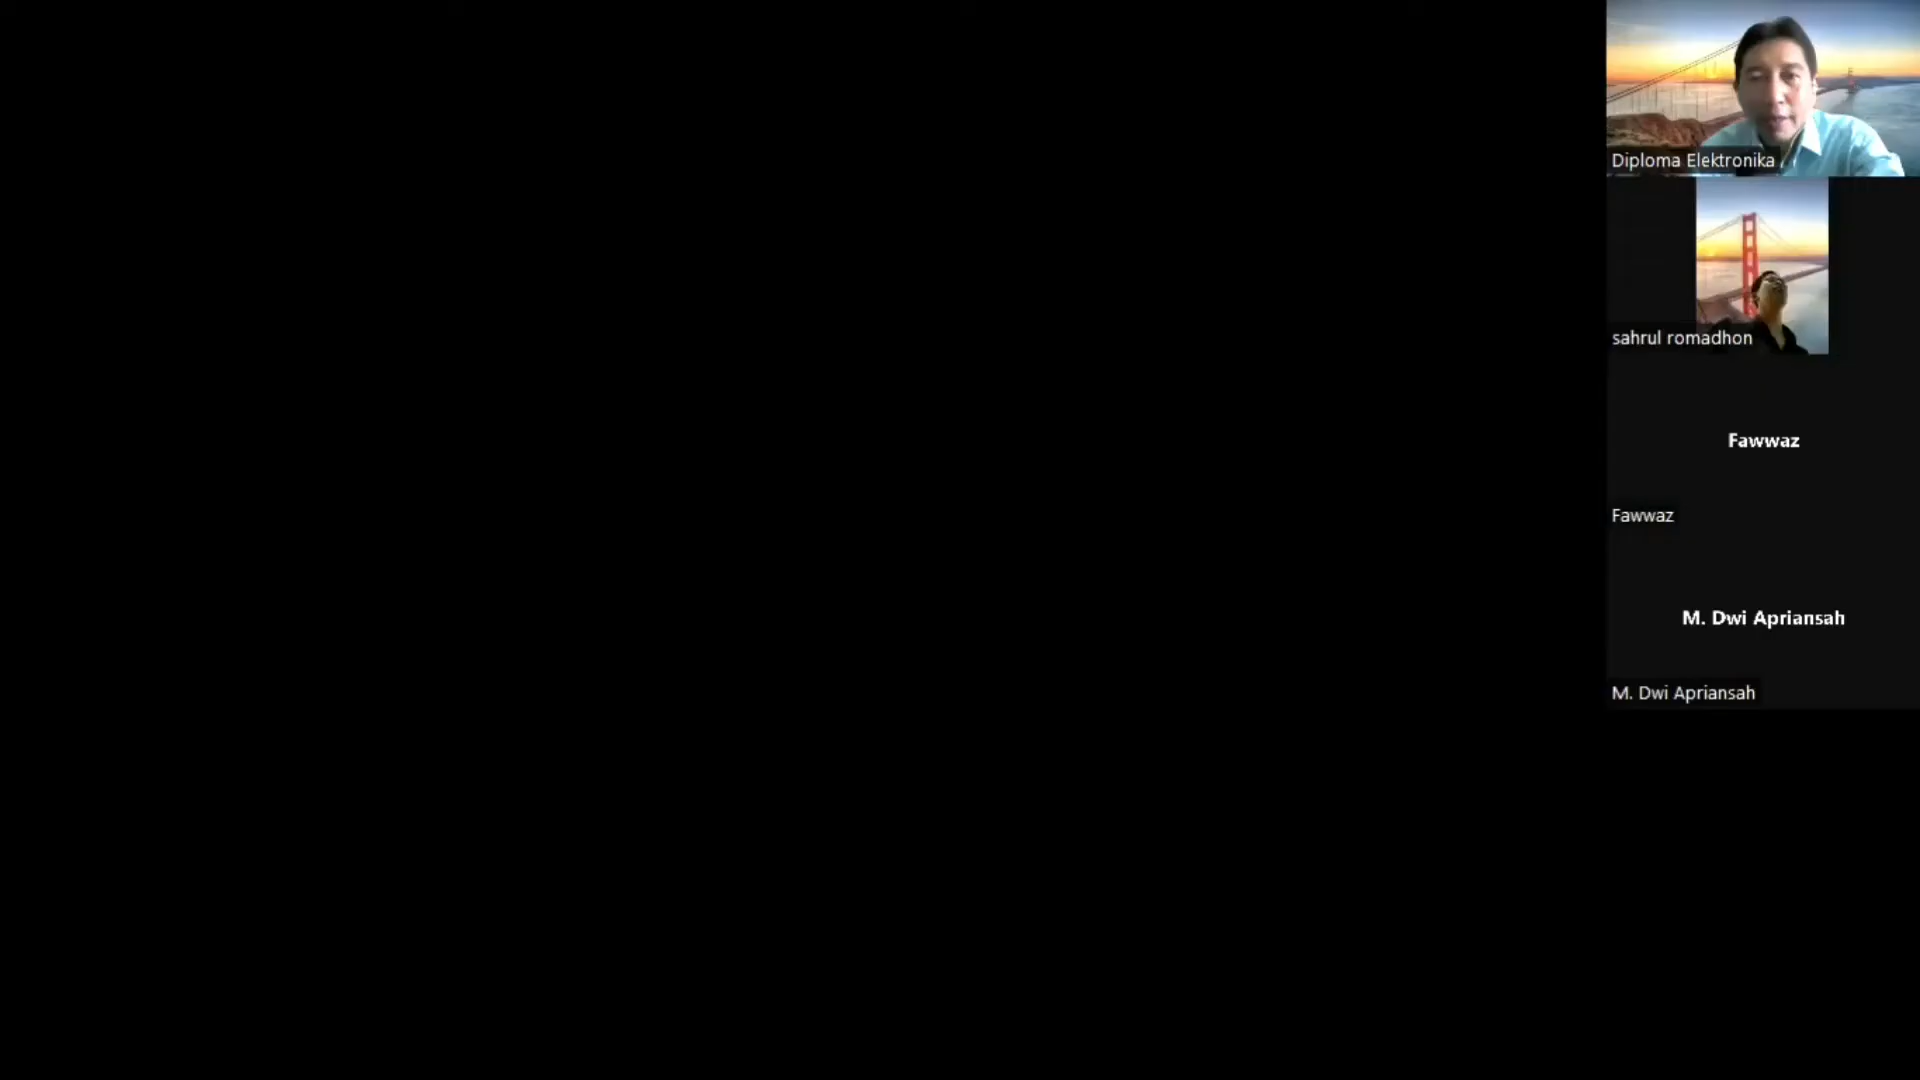 Diploma Elektronika
sahrul romadhon
Fawwaz
Fawwaz
M. Dwi Apriansah
M. Dwi Apriansah